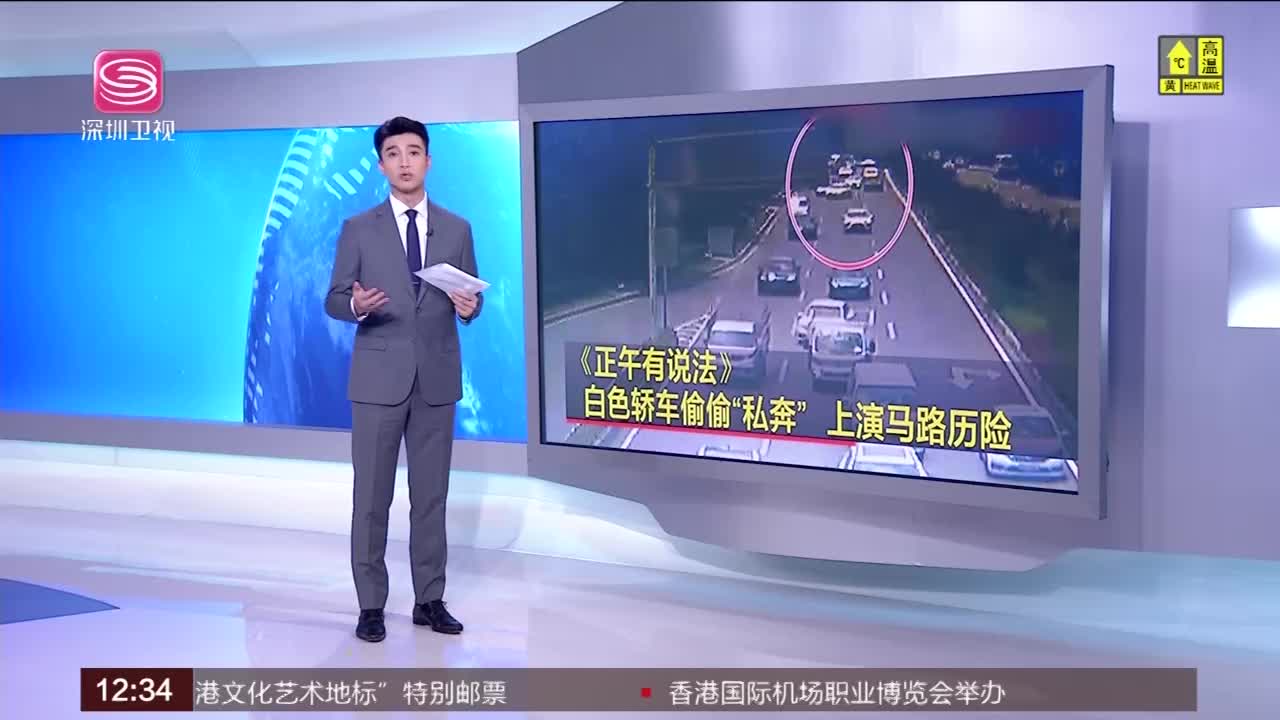 深圳卫视
高温
℃
黄 HEAT WAVE
《正午有说法》
白色轿车偷偷“私奔” 上演马路历险
12:34 港文化艺术地标”特别邮票 ▪ 香港国际机场职业博览会举办